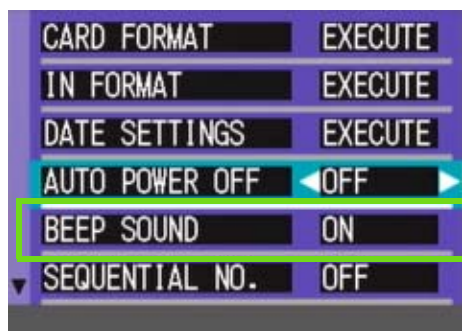 CARD FORMAT EXECUTE
IN FORMAT EXECUTE
DATE SETTINGS EXECUTE
AUTO POWER OFF OFF
BEEP SOUND ON
SEQUENTIAL NO. OFF